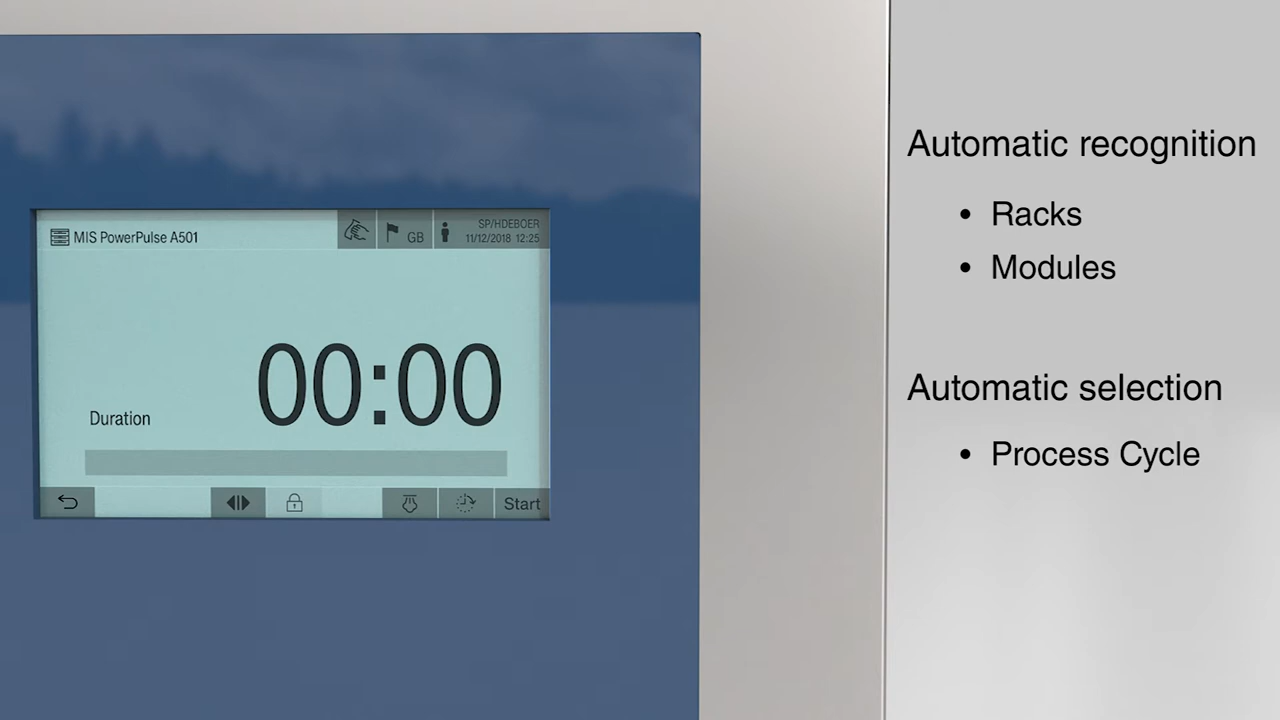 MIS PowerPulse A501
GB
SP/HDEBOER
11/12/2018 12:25
00:00
Duration
Start
Automatic recognition
• Racks
• Modules
Automatic selection
• Process Cycle